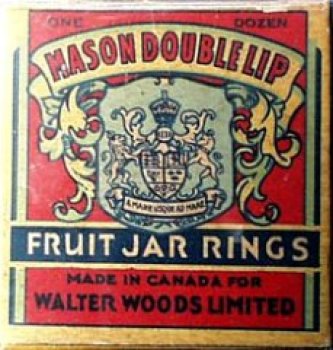 ONE DOZEN
MASON DOUBLE LIP
A MARI USQUE AD MARE
FRUIT JAR RINGS
MADE IN CANADA FOR
WALTER WOODS LIMITED